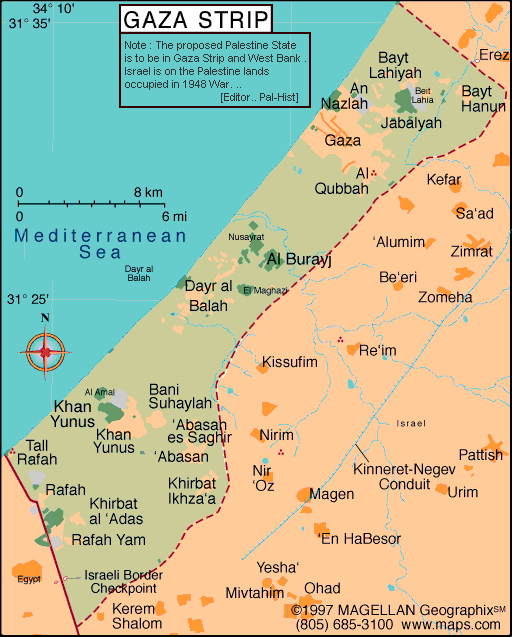 34° 10'
31° 35'
GAZA STRIP
Note : The proposed Palestine State
is to be in Gaza Strip and West Bank .
Israel is on the Palestine lands
occupied in 1948 War. ..
[Editor.. Pal-Hist]
Erez
Bayt
Lahiyah
An
Nazlah
Beit
Lahia
Bayt
Hanun
Jabalyah
Gaza
Al
Qubbah
Kefar
Sa'ad
0 8 km
0 6 mi
Mediterranean
Sea
Nusayrat
'Alumim
Zimrat
Al Burayj
Dayr al
Balah
Be'eri
Dayr al
Balah
El Maghazi
Zomeha
31° 25'
N
Re'im
Kissufim
Al Amal
Bani
Suhaylah
Khan
Yunus
Khan
Yunus
'Abasan
es Saghir
Israel
Nirim
Tall
Rafah
'Abasan
Pattish
Kinneret-Negev
Conduit
Nir
'Oz
Khirbat
Ikhza'a
Rafah
Magen
Urim
Khirbat
al 'Adas
Rafah Yam
'En HaBesor
Egypt
Israeli Border
Checkpoint
Yesha'
Mivtahim
Ohad
Kerem
Shalom
©1997 MAGELLAN Geographix℠
(805) 685-3100 www.maps.com